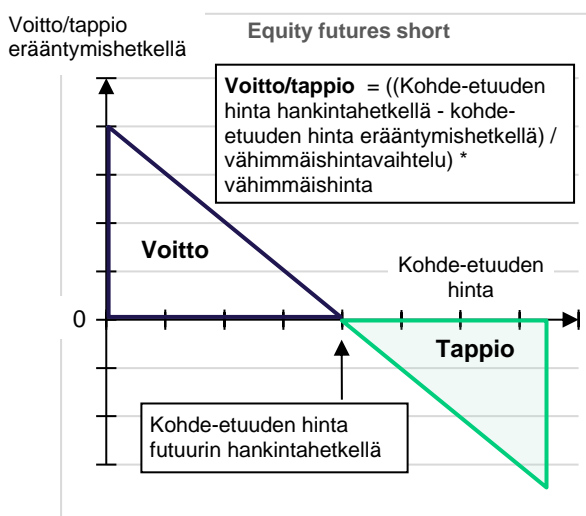 Voitto/tappio
erääntymishetkellä
Equity futures short
Voitto/tappio = ((Kohde-etuuden
hinta hankintahetkellä - kohde-
etuuden hinta erääntymishetkellä) /
vähimmäishintavaihtelu) *
vähimmäishinta
Voitto
Kohde-etuuden
hinta
0
Tappio
Kohde-etuuden hinta
futuurin hankintahetkellä